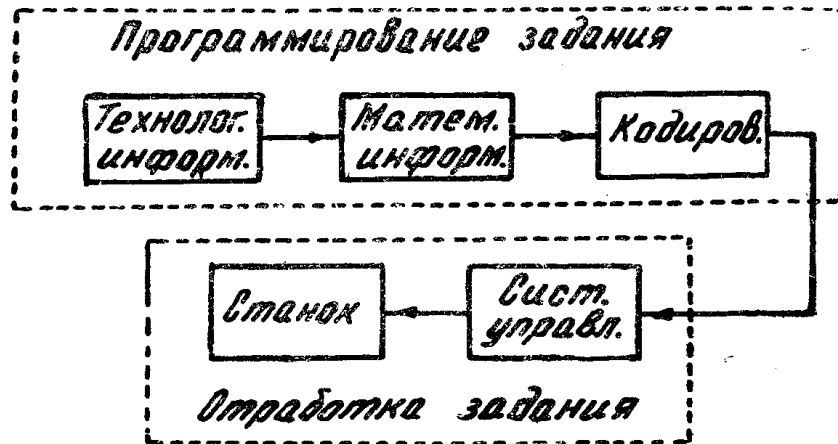 Программирование задания
Технолог.
информ.
Матем.
информ.
Кодиров.
Станок
Сист.
управл.
Отработка задания